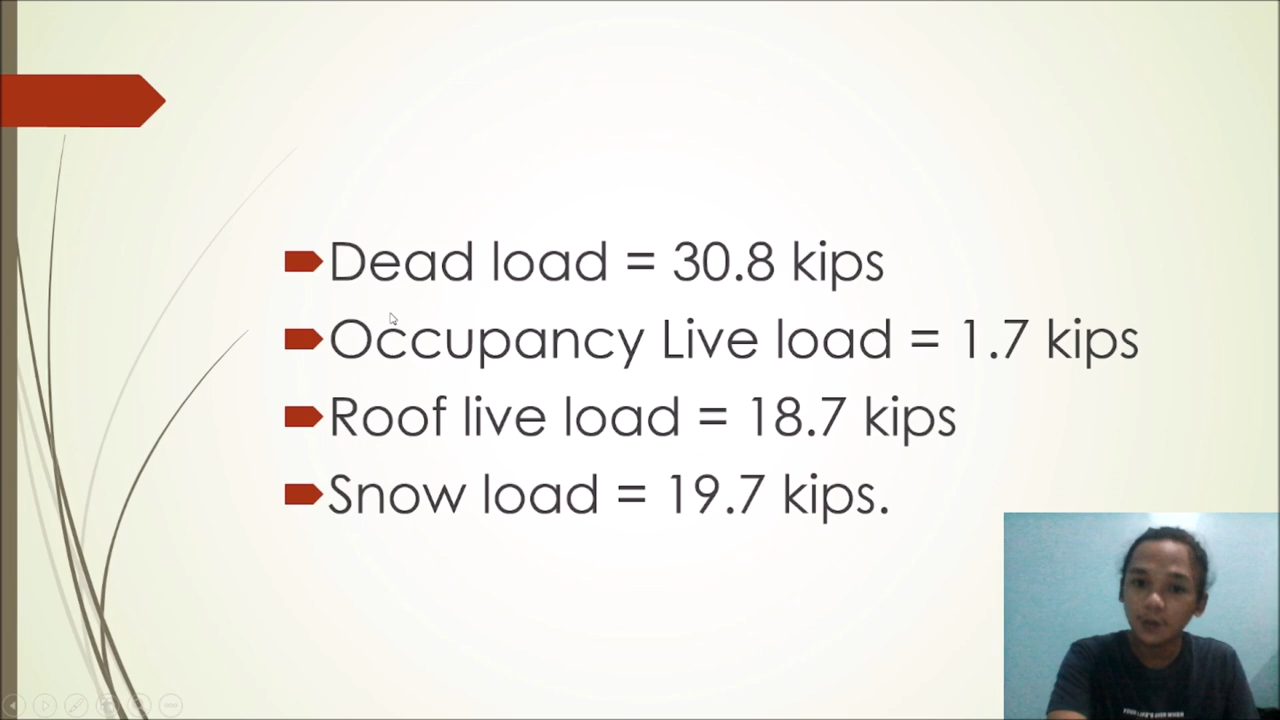 Dead load = 30.8 kips
Occupancy Live load = 1.7 kips
Roof live load = 18.7 kips
Snow load = 19.7 kips.